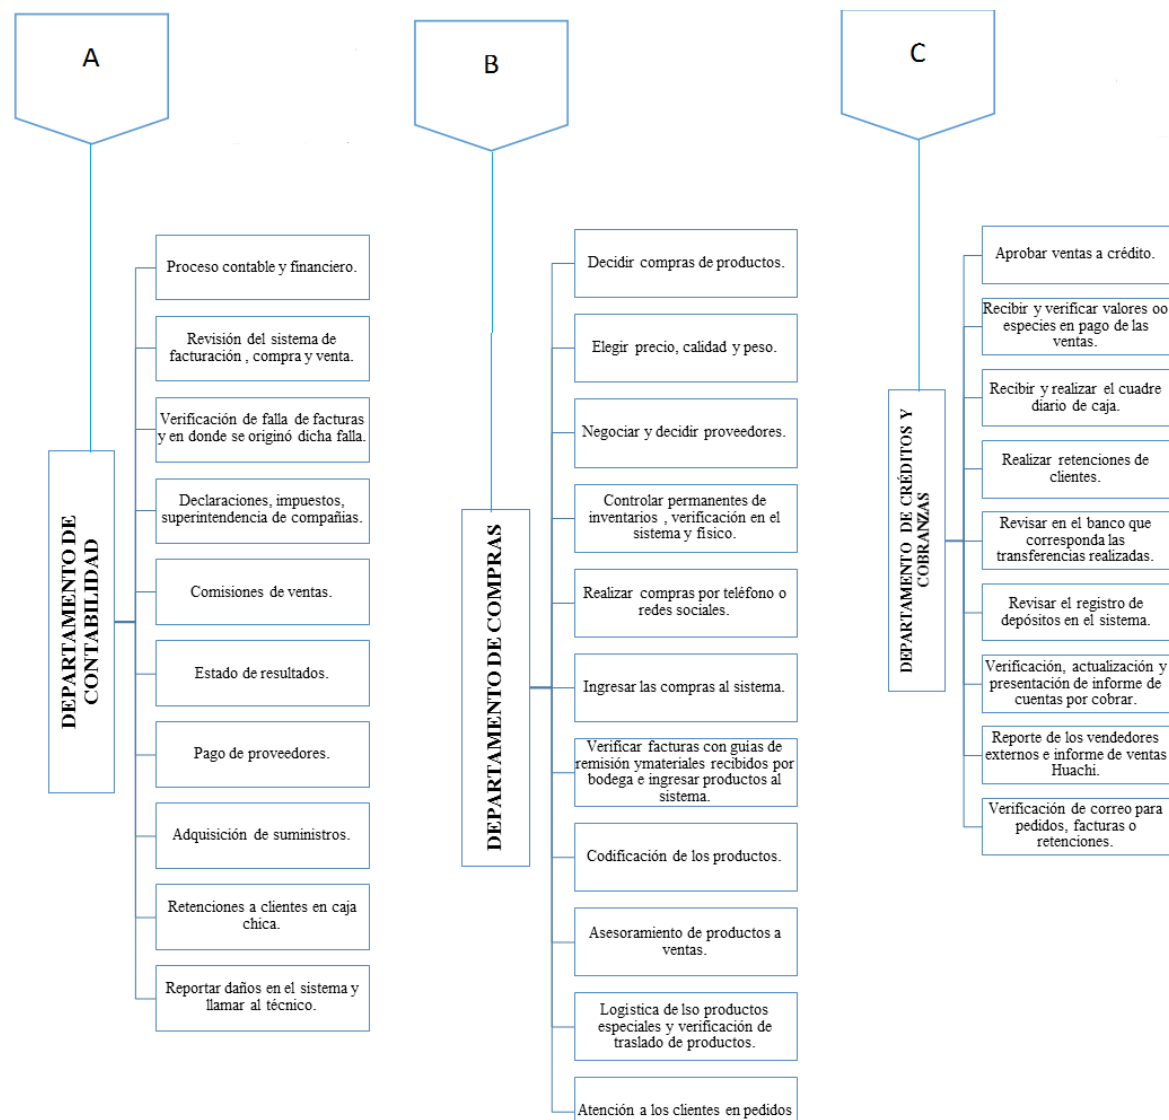 A
DEPARTAMENTO DE
CONTABILIDAD
Proceso contable y financiero.
Revisión del sistema de
facturación , compra y venta.
Verificación de falla de facturas
y en donde se originó dicha falla.
Declaraciones, impuestos,
superintendencia de compañias.
Comisiones de ventas.
Estado de resultados.
Pago de proveedores.
Adquisición de suministros.
Retenciones a clientes en caja
chica.
Reportar daños en el sistema y
llamar al técnico.
B
DEPARTAMENTO DE COMPRAS
Decidir compras de productos.
Elegir precio, calidad y peso.
Negociar y decidir proveedores.
Controlar permanentes de
inventarios , verificación en el
sistema y físico.
Realizar compras por teléfono o
redes sociales.
Ingresar las compras al sistema.
Verificar facturas con guías de
remisión ymateriales recibidos por
bodega e ingresar productos al
sistema.
Codificación de los productos.
Asesoramiento de productos a
ventas.
Logistica de lso productos
especiales y verificación de
traslado de productos.
Atención a los clientes en pedidos
C
DEPARTAMENTO DE CRÉDITOS Y
COBRANZAS
Aprobar ventas a crédito.
Recibir y verificar valores oo
especies en pago de las
ventas.
Recibir y realizar el cuadre
diario de caja.
Realizar retenciones de
clientes.
Revisar en el banco que
corresponda las
transferencias realizadas.
Revisar el registro de
depósitos en el sistema.
Verificación, actualización y
presentación de informe de
cuentas por cobrar.
Reporte de los vendedores
externos e informe de ventas
Huachi.
Verificación de correo para
pedidos, facturas o
retenciones.